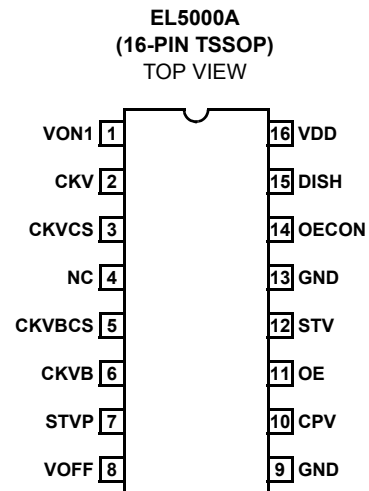 EL5000A
(16-PIN TSSOP)
TOP VIEW
VON1 1 16 VDD
CKV 2 15 DISH
CKVCS 3 14 OECON
NC 4 13 GND
CKVBCS 5 12 STV
CKVB 6 11 OE
STVP 7 10 CPV
VOFF 8 9 GND